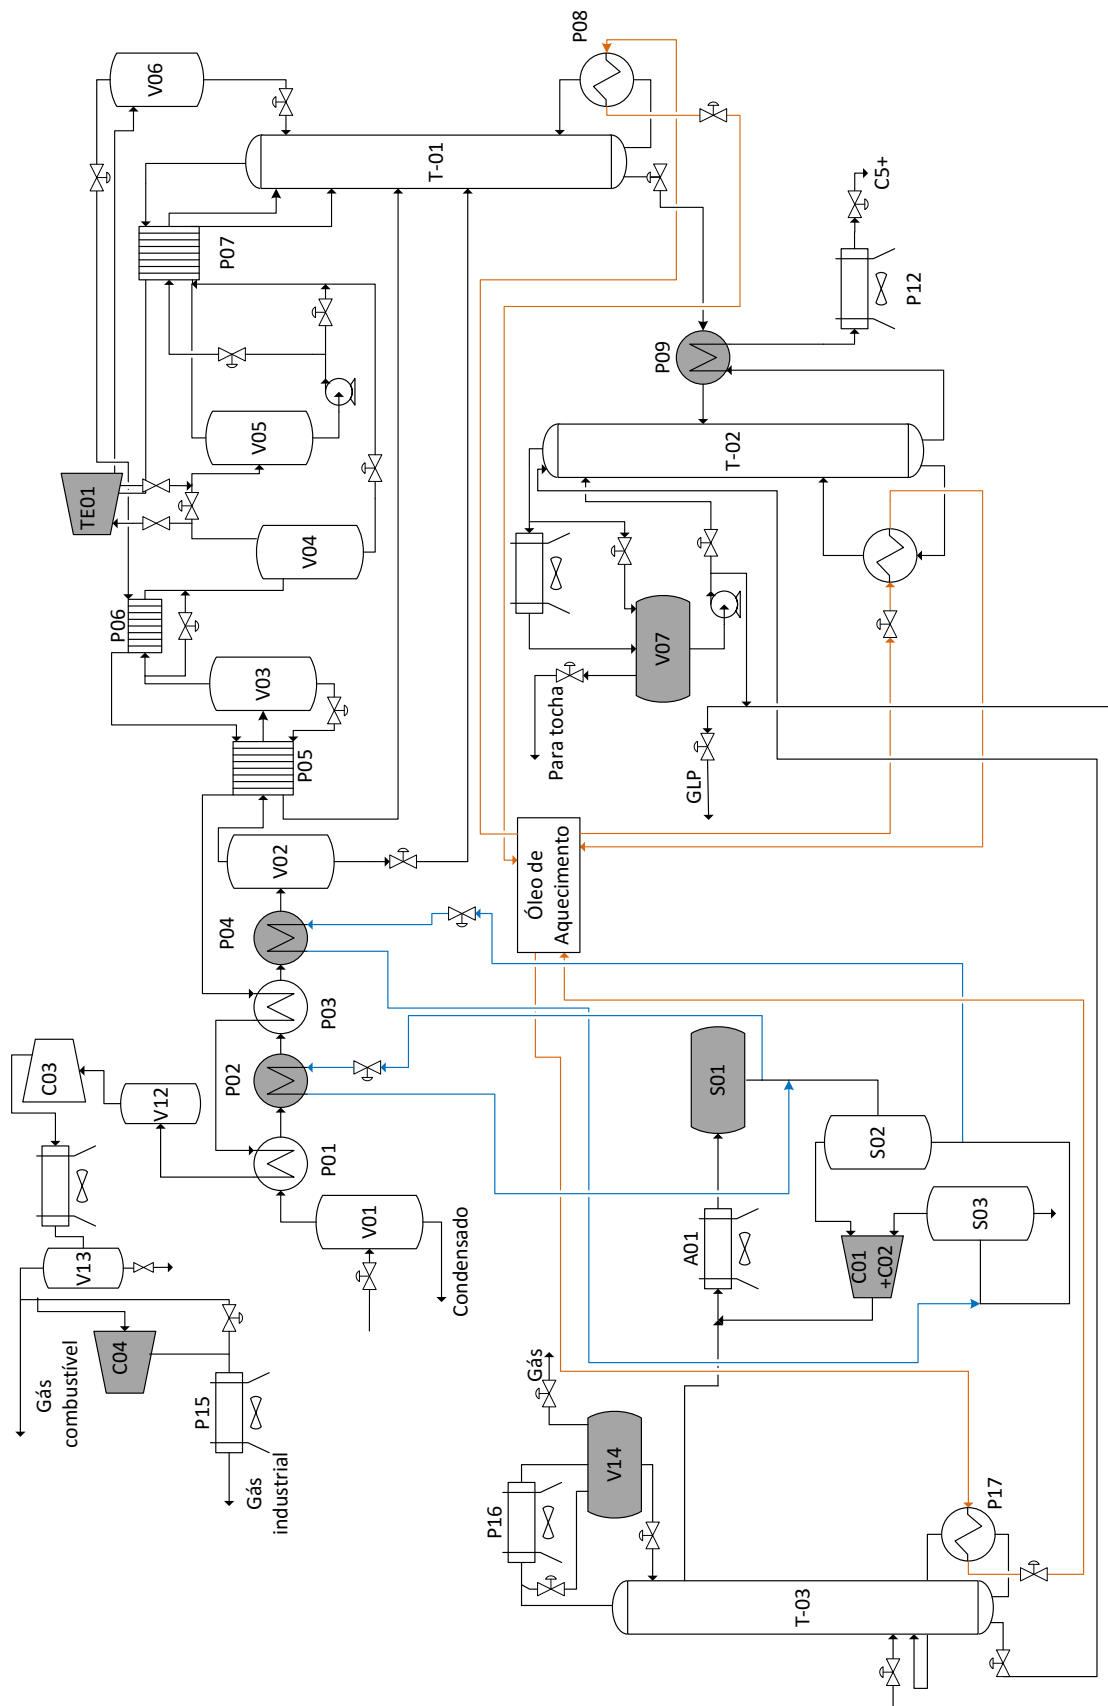 P08
V06
T-01
P07
C5+
P12
P09
V05
TE01
T-02
V04
P06
V03
V07
Para tocha
P05
GLP
V02
Óleo de
Aquecimento
P04
P03
C03
P02
V12
S01
P01
S02
V01
S03
A01
V13
C01
+C02
Condensado
C04
Gás
combustível
Gás
P15
V14
Gás
industrial
P16
P17
T-03